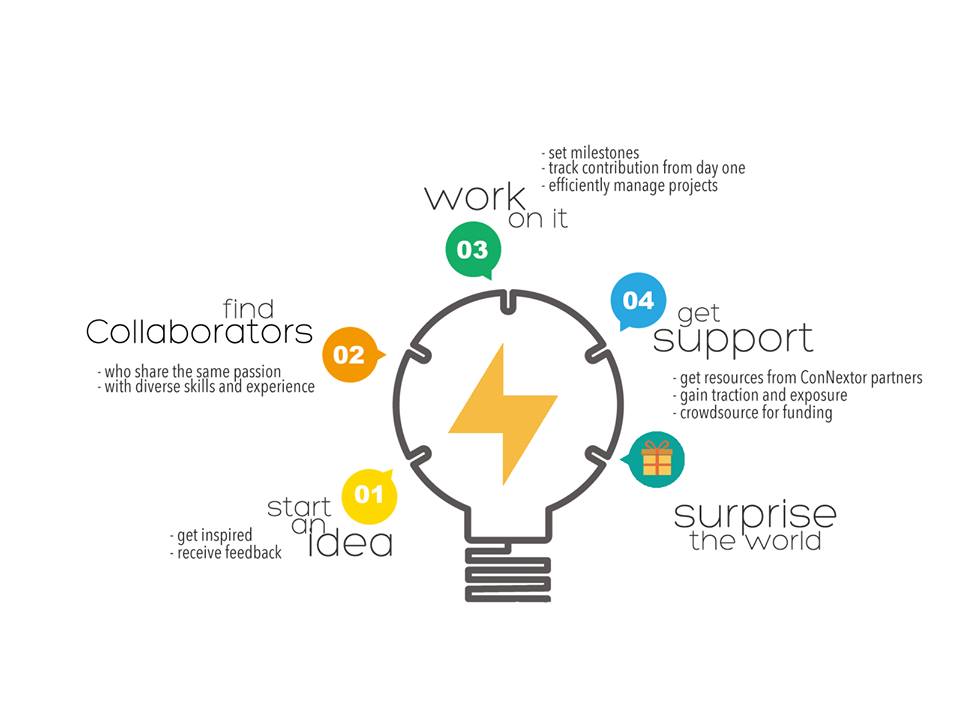 01
start
an
idea
- get inspired
- receive feedback
02
find
Collaborators
- who share the same passion
- with diverse skills and experience
03
work
on it
- set milestones
- track contribution from day one
- efficiently manage projects
04
get
support
- get resources from ConNextor partners
- gain traction and exposure
- crowdsource for funding
surprise
the world